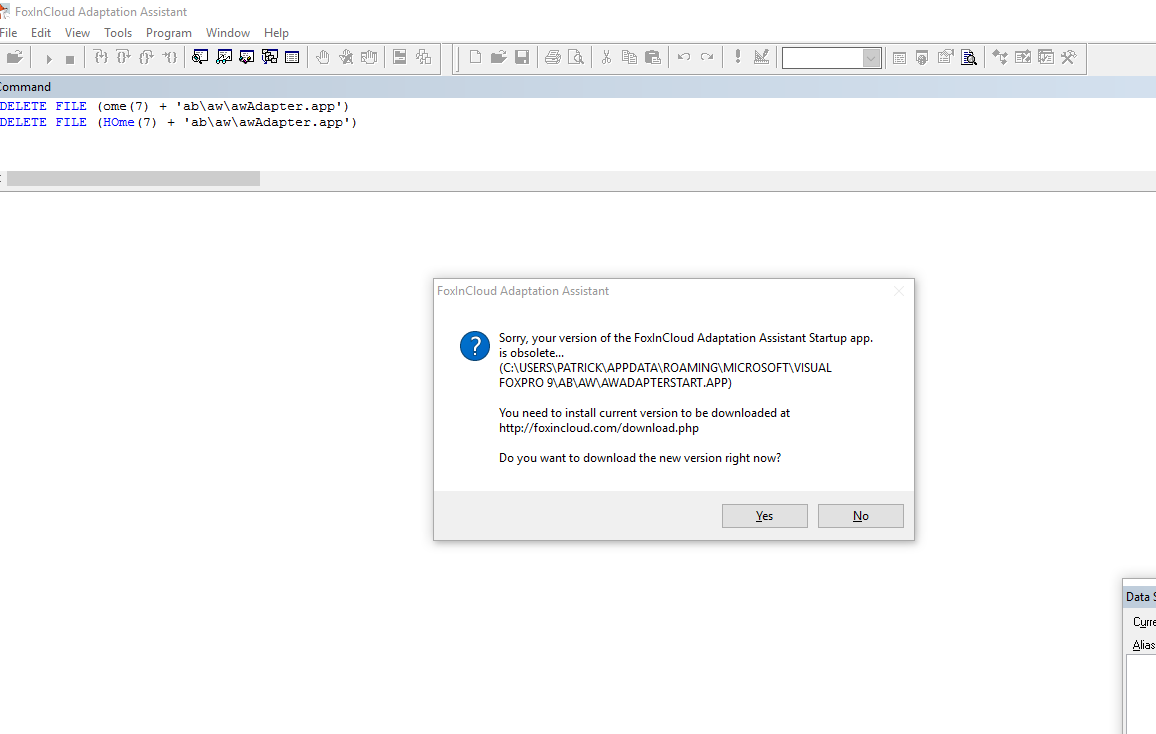 FoxInCloud Adaptation Assistant
File Edit View Tools Program Window Help
Command
DELETE FILE (ome(7) + 'ab\aw\awAdapter.app')
DELETE FILE (HOme(7) + 'ab\aw\awAdapter.app')
FoxInCloud Adaptation Assistant
Sorry, your version of the FoxInCloud Adaptation Assistant Startup app.
is obsolete...
(C:\USERS\PATRICK\APPDATA\ROAMING\MICROSOFT\VISUAL
FOXPRO 9\AB\AW\AWADAPTERSTART.APP)
You need to install current version to be downloaded at
http://foxincloud.com/download.php
Do you want to download the new version right now?
Yes No
Data S
Curre
Alias